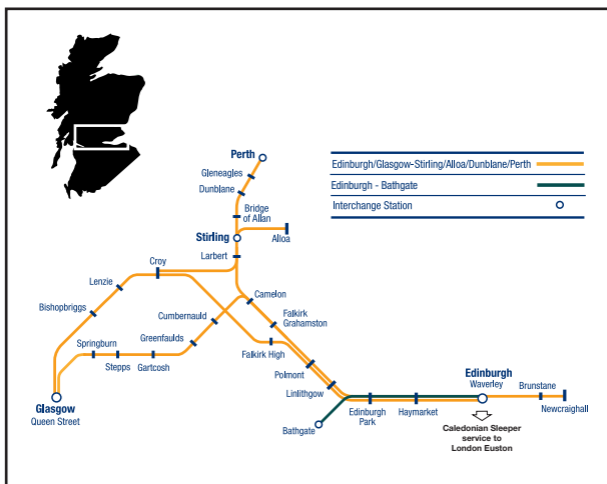 Perth
Gleneagles
Dunblane
Bridge
of Allan
Stirling
Alloa
Larbert
Croy
Lenzie
Camelon
Bishopbriggs
Cumbernauld
Falkirk
Grahamston
Springburn
Greenfaulds
Stepps
Gartcosh
Falkirk High
Polmont
Linlithgow
Glasgow
Queen Street
Bathgate
Edinburgh
Park
Haymarket
Edinburgh
Waverley
Brunstane
Newcraighall
Caledonian Sleeper
service to
London Euston
Edinburgh/Glasgow-Stirling/Alloa/Dunblane/Perth
Edinburgh - Bathgate
Interchange Station